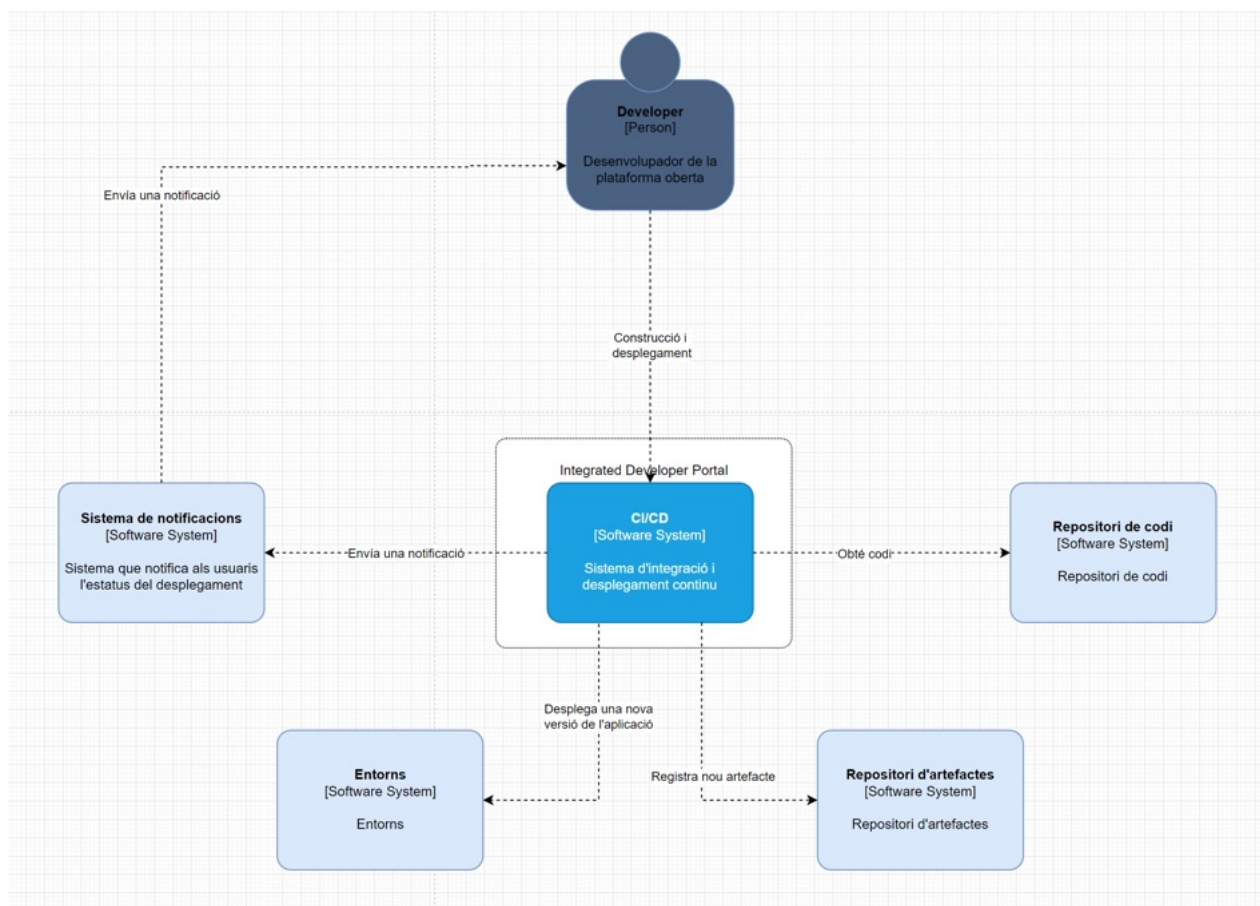 Developer
[Person]
Desenvolupador de la
plataforma oberta
Envía una notificació
Construcció i
desplegament
Integrated Developer Portal
Sistema de notificacions
[Software System]
Sistema que notifica als usuaris
l'estatus del desplegament
Envía una notificació
CI/CD
[Software System]
Sistema d'integració i
desplegament continu
Obté codi
Repositori de codi
[Software System]
Repositori de codi
Desplega una nova
versió de l'aplicació
Registra nou artefacte
Entorns
[Software System]
Entorns
Repositori d'artefactes
[Software System]
Repositori d'artefactes